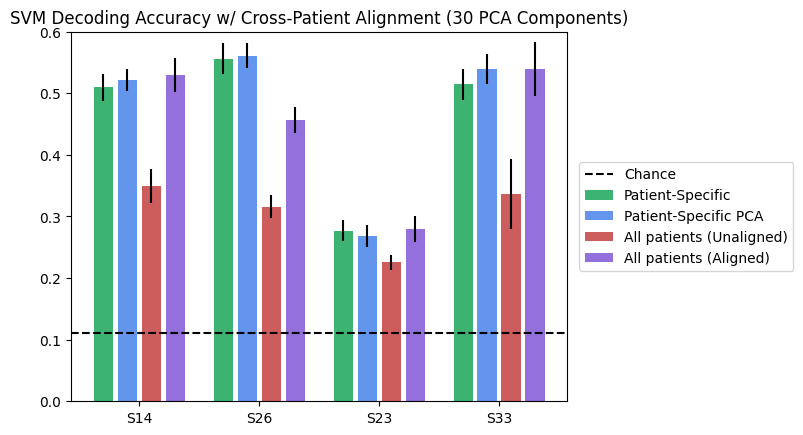 SVM Decoding Accuracy w/ Cross-Patient Alignment (30 PCA Components)
0.6
0.5
0.4
0.3
0.2
0.1
0.0
S14
S26
S23
S33
Chance
Patient-Specific
Patient-Specific PCA
All patients (Unaligned)
All patients (Aligned)